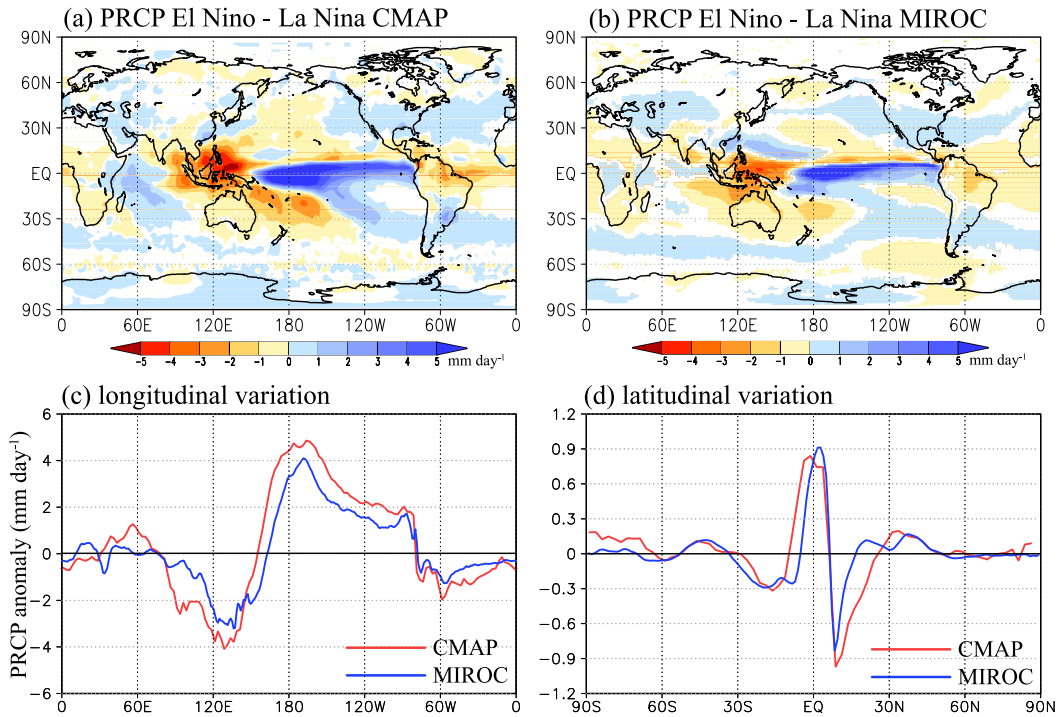 (a) PRCP El Nino - La Nina CMAP
90N
60N
30N
EQ
30S
60S
90S
0 60E 120E 180 120W 60W 0
-5 -4 -3 -2 -1 0 1 2 3 4 5 mm day-1
(b) PRCP El Nino - La Nina MIROC
90N
60N
30N
EQ
30S
60S
90S
0 60E 120E 180 120W 60W 0
-5 -4 -3 -2 -1 0 1 2 3 4 5 mm day-1
(c) longitudinal variation
PRCP anomaly (mm day-1)
6
4
2
0
-2
-4
-6
CMAP
MIROC
0 60E 120E 180 120W 60W 0
(d) latitudinal variation
1.2
0.9
0.6
0.3
0
-0.3
-0.6
-0.9
-1.2
CMAP
MIROC
90S 60S 30S EQ 30N 60N 90N